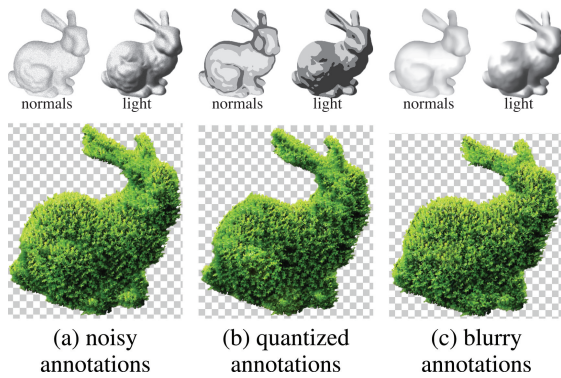 normals light normals light normals light
(a) noisy annotations
(b) quantized annotations
(c) blurry annotations